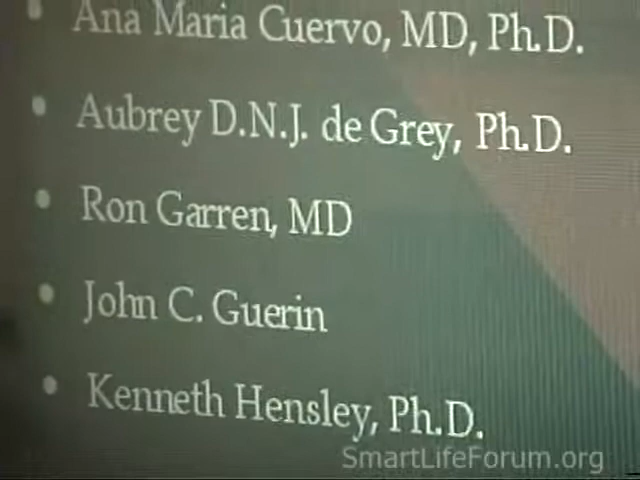 • Ana Maria Cuervo, MD, Ph.D.
• Aubrey D.N.J. de Grey, Ph.D.
• Ron Garren, MD
• John C. Guerin
• Kenneth Hensley, Ph.D.
SmartLifeForum.org